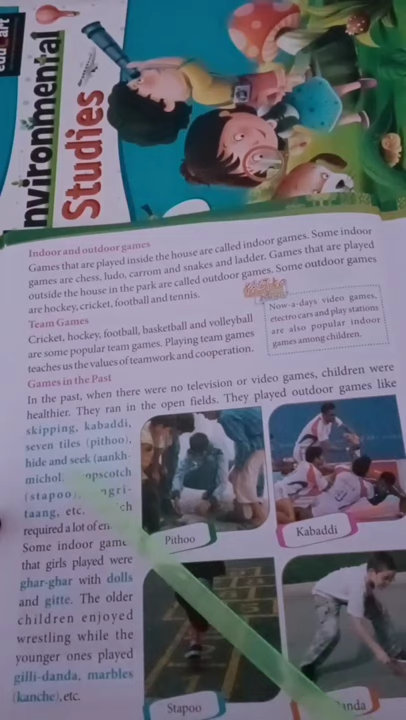 Environmental
Studies
Indoor and outdoor games
Games that are played inside the house are called indoor games. Some indoor
games are chess, ludo, carrom and snakes and ladder. Games that are played
outside the house in the park are called outdoor games. Some outdoor games
are hockey, cricket, football and tennis.
Team Games
Cricket, hockey, football, basketball and volleyball
are some popular team games. Playing team games
teaches us the values of teamwork and cooperation.
Now-a-days video games,
electro cars and play stations
are also popular indoor
games among children.
Games in the Past
In the past, when there were no television or video games, children were
healthier. They ran in the open fields. They played outdoor games like
skipping, kabaddi,
seven tiles (pithoo),
hide and seek (aankh-
(stapoo),
taang, etc.
required a lot of
Some indoor
that girls played were
ghar-ghar with dolls
and gitte. The older
children enjoyed
wrestling while the
younger ones played
gilli-danda, marbles
(kanche), etc.
Pithoo
Kabaddi
Stapoo